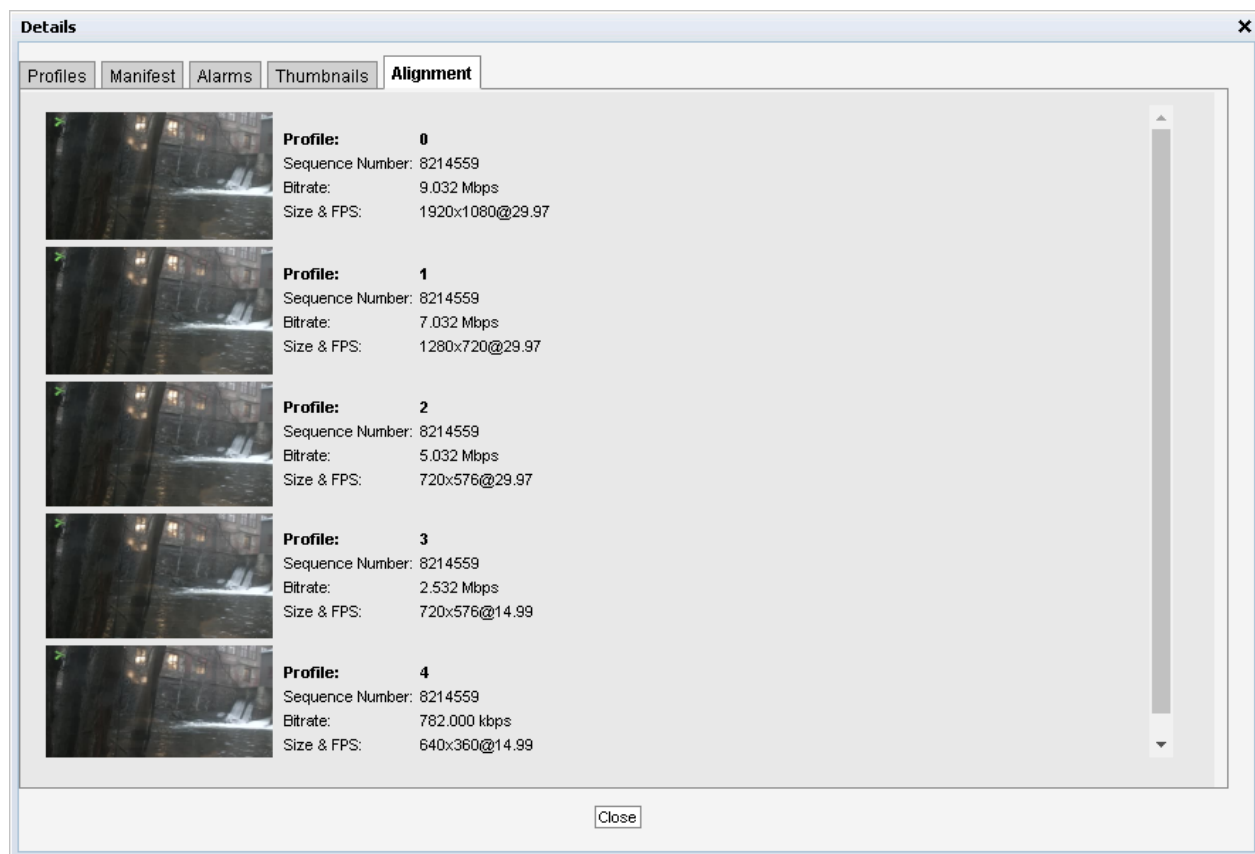 Details
Profiles Manifest Alarms Thumbnails Alignment
Profile: 0
Sequence Number: 8214559
Bitrate: 9.032 Mbps
Size & FPS: 1920x1080@29.97
Profile: 1
Sequence Number: 8214559
Bitrate: 7.032 Mbps
Size & FPS: 1280x720@29.97
Profile: 2
Sequence Number: 8214559
Bitrate: 5.032 Mbps
Size & FPS: 720x576@29.97
Profile: 3
Sequence Number: 8214559
Bitrate: 2.532 Mbps
Size & FPS: 720x576@14.99
Profile: 4
Sequence Number: 8214559
Bitrate: 782.000 kbps
Size & FPS: 640x360@14.99
Close